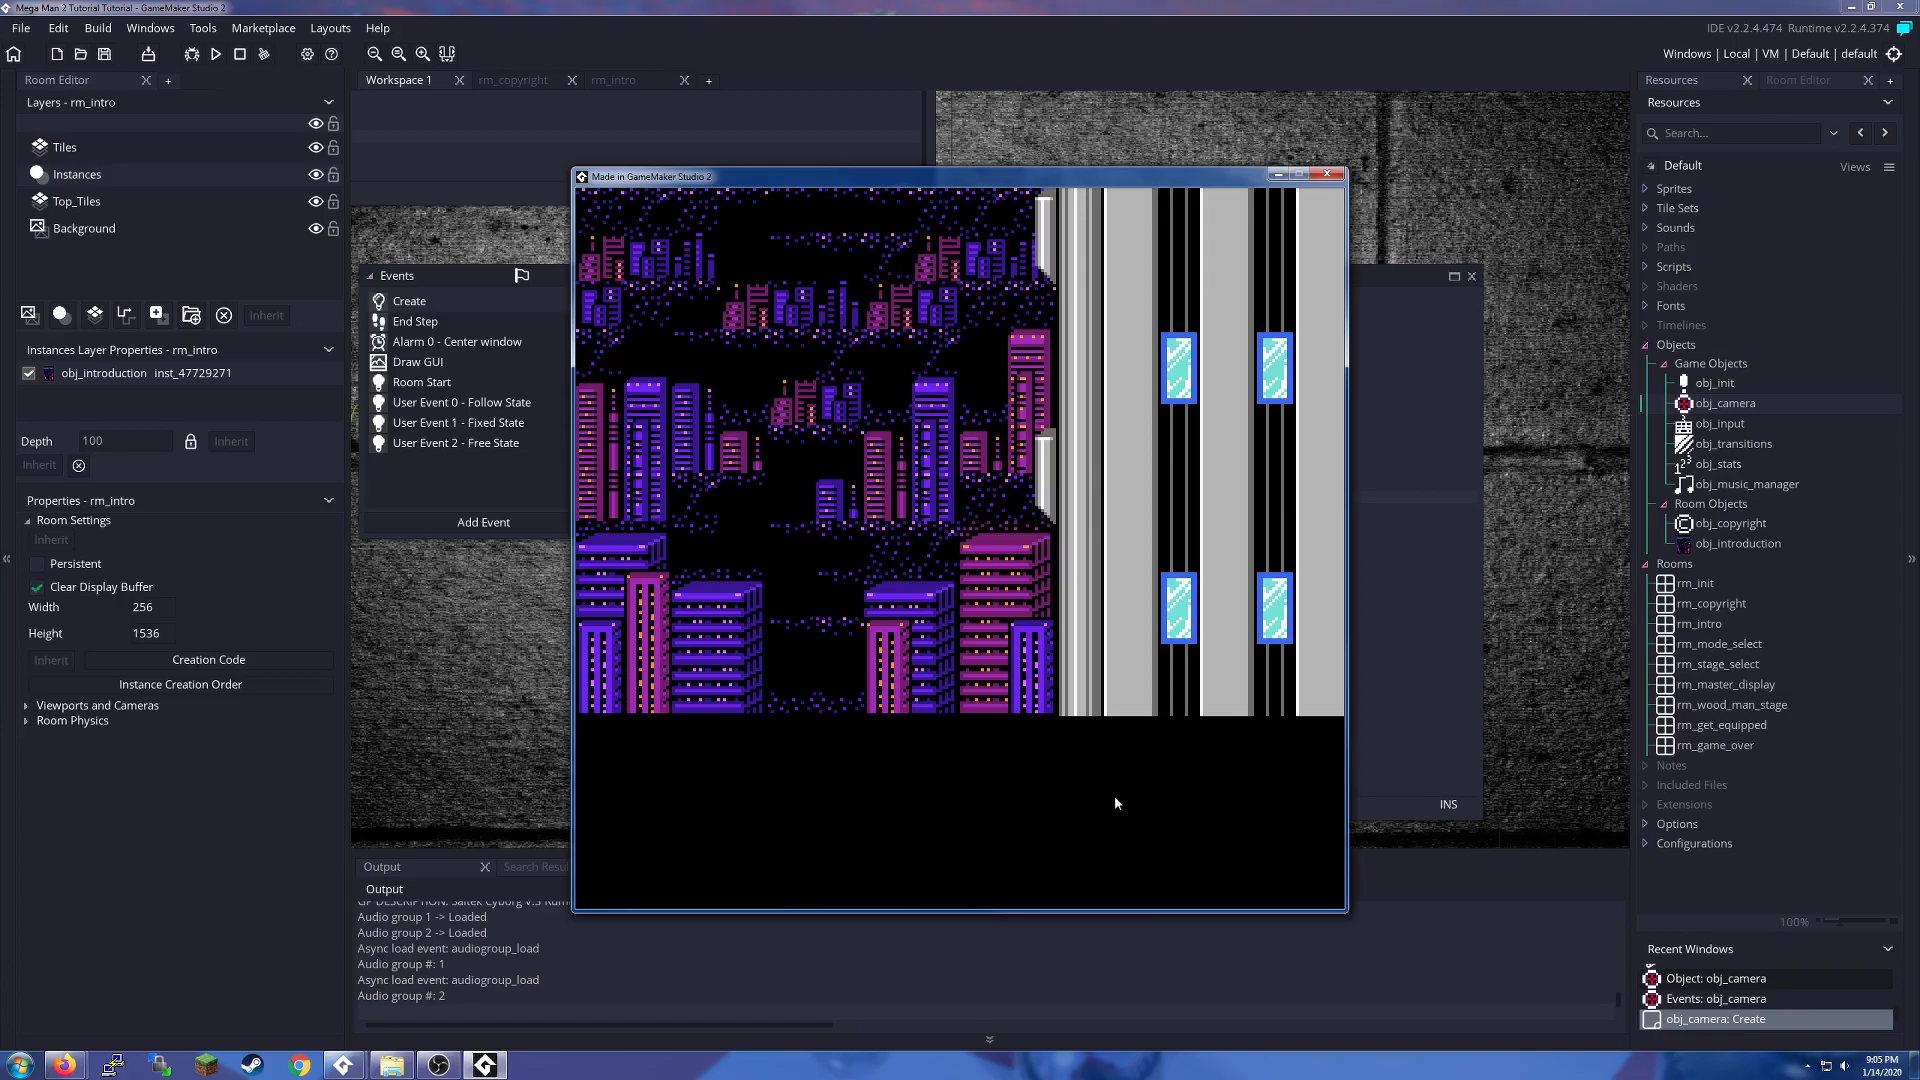 Mega Man 2 Tutorial Tutorial - GameMaker Studio 2
File Edit Build Windows Tools Marketplace Layouts Help
IDE v2.2.4.474 Runtime v2.2.4.374
Windows | Local | VM | Default | default
Room Editor
Layers - rm_intro
Tiles
Instances
Top_Tiles
Background
Inherit
Instances Layer Properties - rm_intro
obj_introduction inst_47729271
Depth 100 Inherit
Inherit
Properties - rm_intro
Room Settings
Inherit
Persistent
Clear Display Buffer
Width 256
Height 1536
Inherit Creation Code
Instance Creation Order
Viewports and Cameras
Room Physics
Workspace 1 rm_copyright rm_intro
Events
Create
End Step
Alarm 0 - Center window
Draw GUI
Room Start
User Event 0 - Follow State
User Event 1 - Fixed State
User Event 2 - Free State
Add Event
Made in GameMaker Studio 2
INS
Output Search Resu
Output
Audio group 1 -> Loaded
Audio group 2 -> Loaded
Async load event: audiogroup_load
Audio group #: 1
Async load event: audiogroup_load
Audio group #: 2
Resources Room Editor
Resources
Search...
Default Views
Sprites
Tile Sets
Sounds
Paths
Scripts
Shaders
Fonts
Timelines
Objects
Game Objects
obj_init
obj_camera
obj_input
obj_transitions
obj_stats
obj_music_manager
Room Objects
obj_copyright
obj_introduction
Rooms
rm_init
rm_copyright
rm_intro
rm_mode_select
rm_stage_select
rm_master_display
rm_wood_man_stage
rm_get_equipped
rm_game_over
Notes
Included Files
Extensions
Options
Configurations
100%
Recent Windows
Object: obj_camera
Events: obj_camera
obj_camera: Create
9:05 PM
1/14/2020